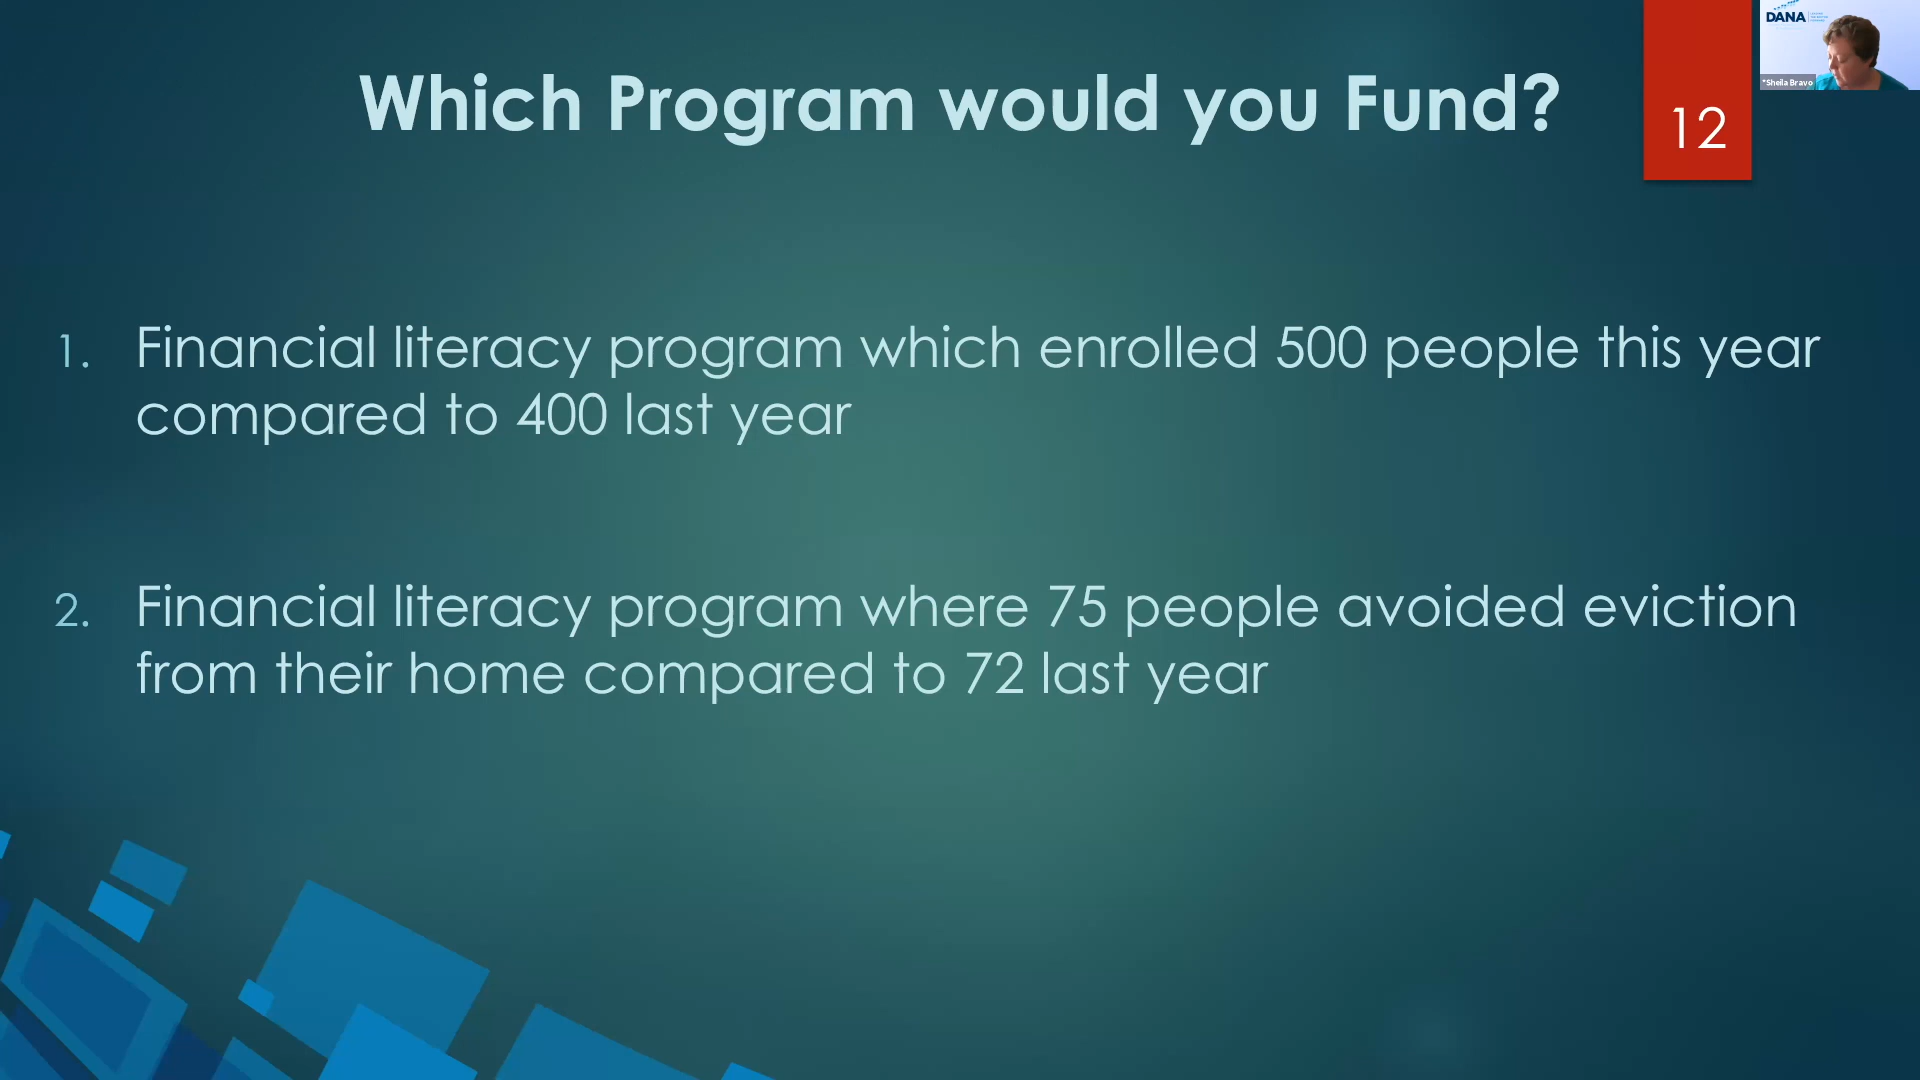 Which Program would you Fund?
12
DANA
*Sheila Bravo
1. Financial literacy program which enrolled 500 people this year
compared to 400 last year
2. Financial literacy program where 75 people avoided eviction
from their home compared to 72 last year